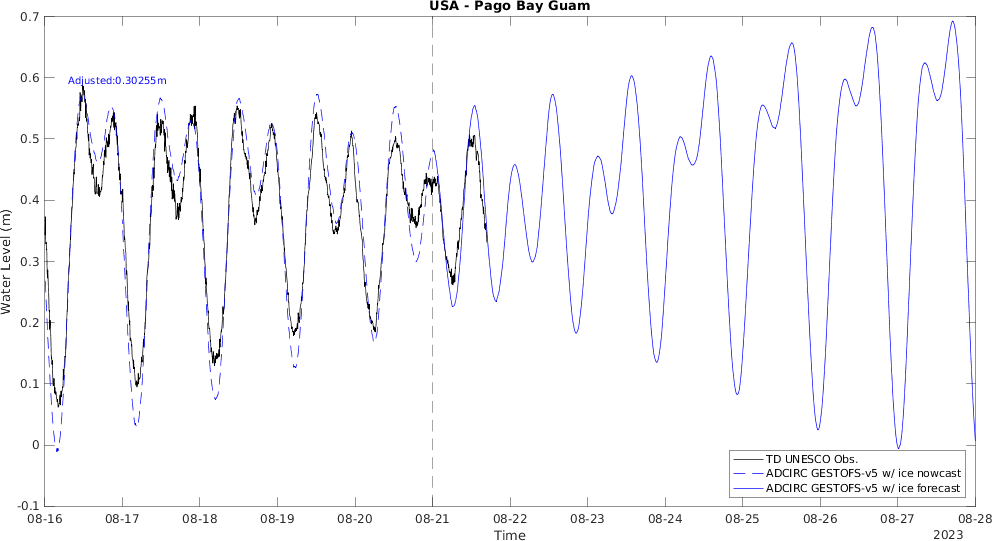 USA - Pago Bay Guam
Adjusted:0.30255m
Water Level (m)
0.7
0.6
0.5
0.4
0.3
0.2
0.1
0
-0.1
TD UNESCO Obs.
ADCIRC GESTOFS-v5 w/ ice nowcast
ADCIRC GESTOFS-v5 w/ ice forecast
08-16 08-17 08-18 08-19 08-20 08-21 08-22 08-23 08-24 08-25 08-26 08-27 08-28
Time
2023